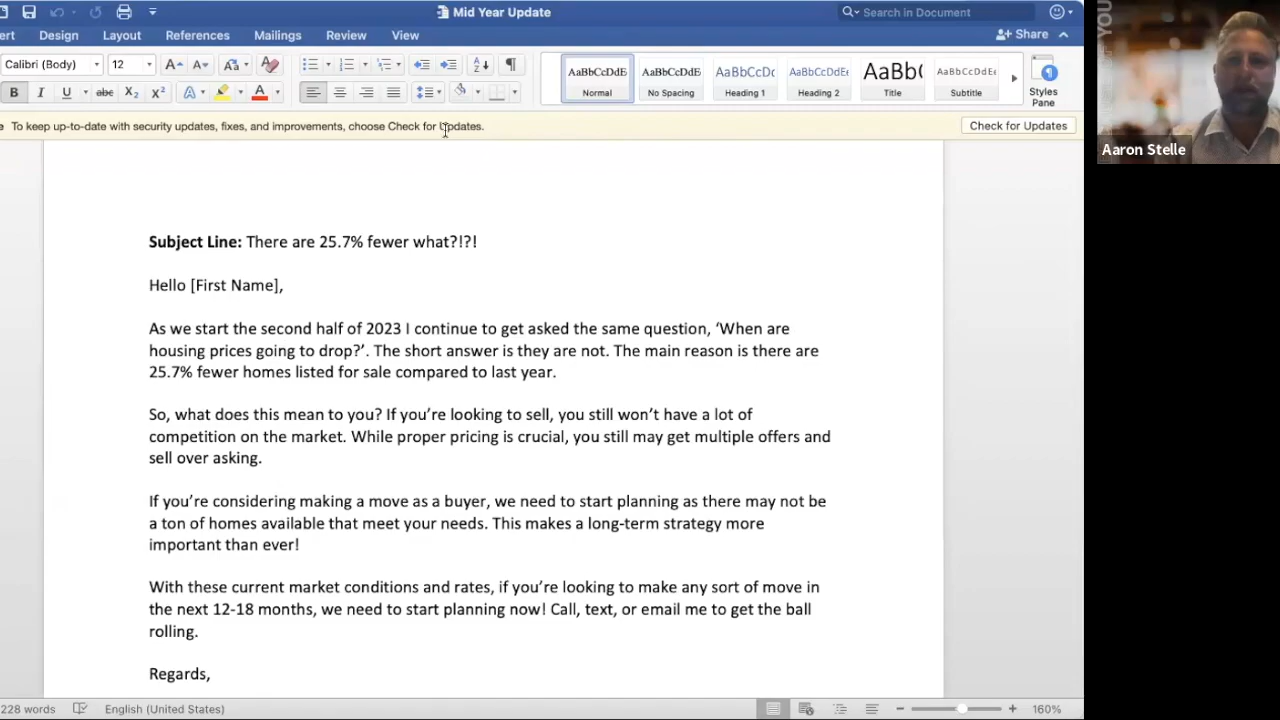 Mid Year Update
Search in Document
ert Design Layout References Mailings Review View
Share
Calibri (Body) 12
AaBbCcDdE AaBbCcDdE AaBbCcDc AaBbCcDdEe AaBb( AaBbCcDdEe
Normal No Spacing Heading 1 Heading 2 Title Subtitle
Styles
Pane
e To keep up-to-date with security updates, fixes, and improvements, choose Check for Updates.
Check for Updates
Subject Line: There are 25.7% fewer what?!?!
Hello [First Name],
As we start the second half of 2023 I continue to get asked the same question, ‘When are
housing prices going to drop?’. The short answer is they are not. The main reason is there are
25.7% fewer homes listed for sale compared to last year.
So, what does this mean to you? If you’re looking to sell, you still won’t have a lot of
competition on the market. While proper pricing is crucial, you still may get multiple offers and
sell over asking.
If you’re considering making a move as a buyer, we need to start planning as there may not be
a ton of homes available that meet your needs. This makes a long-term strategy more
important than ever!
With these current market conditions and rates, if you’re looking to make any sort of move in
the next 12-18 months, we need to start planning now! Call, text, or email me to get the ball
rolling.
Regards,
228 words English (United States) 160%
YOU
Aaron Stelle